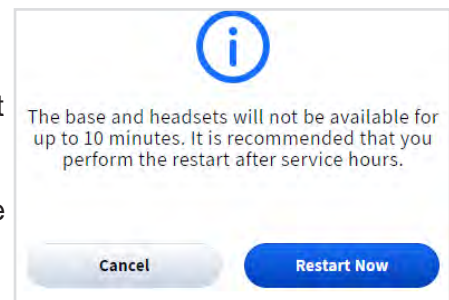 The base and headsets will not be available for
up to 10 minutes. It is recommended that you
perform the restart after service hours.
Cancel
Restart Now